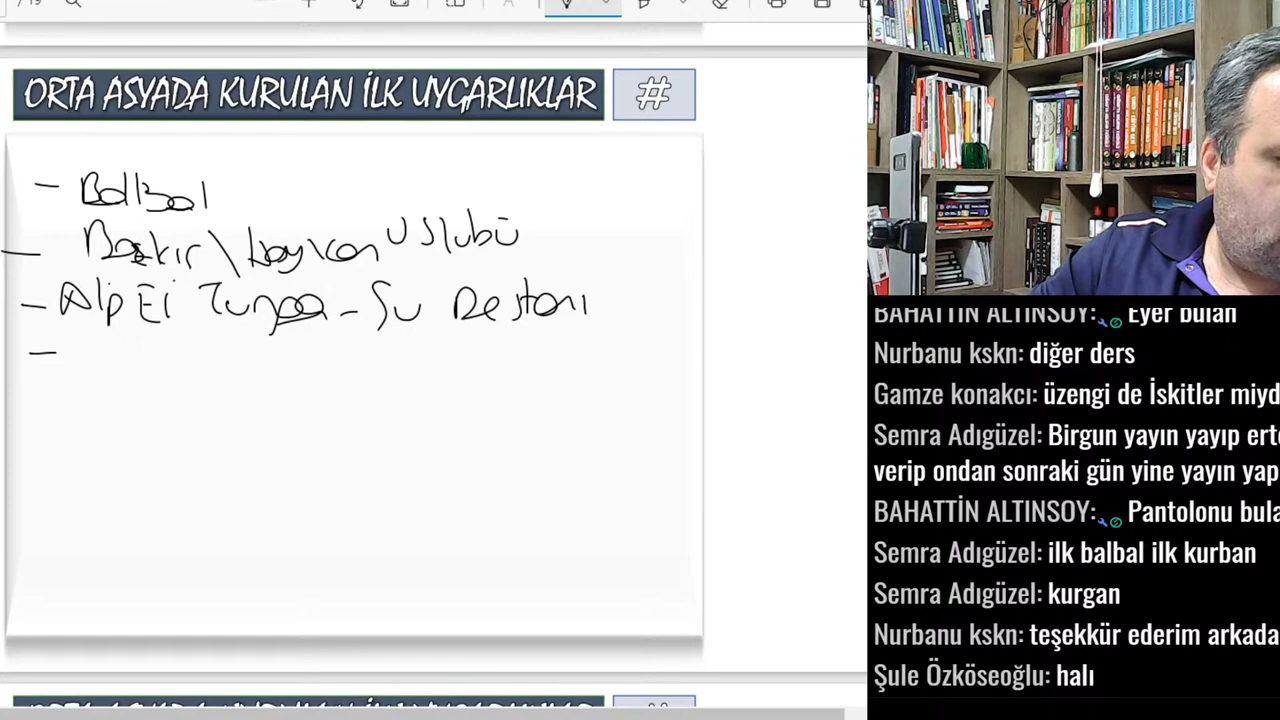 ORTA ASYADA KURULAN İLK UYGARLIKLAR #
- Balbal
- Bozkır \ hayvan Uslubü
- Alp Er Tunga - Şu Destanı
-
BAHATTİN ALTINSOY: Eyer bulan
Nurbanu kskn: diğer ders
Gamze konakcı: üzengi de İskitler miyd
Semra Adıgüzel: Birgun yayın yayıp erte
verip ondan sonraki gün yine yayın yap
BAHATTİN ALTINSOY: Pantolonu bula
Semra Adıgüzel: ilk balbal ilk kurban
Semra Adıgüzel: kurgan
Nurbanu kskn: teşekkür ederim arkada
Şule Özköseoğlu: halı